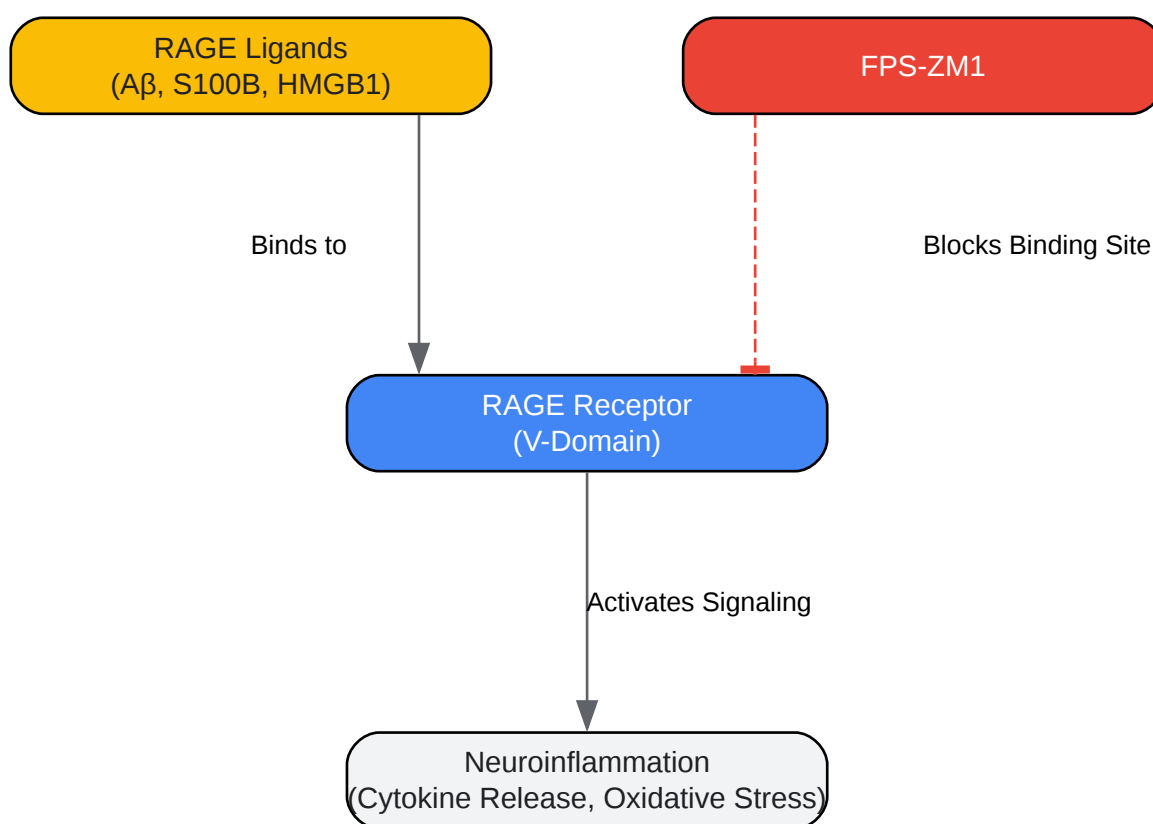 RAGE Ligands
(Aβ, S100B, HMGB1)
FPS-ZM1
Binds to
Blocks Binding Site
RAGE Receptor
(V-Domain)
Activates Signaling
Neuroinflammation
(Cytokine Release, Oxidative Stress)